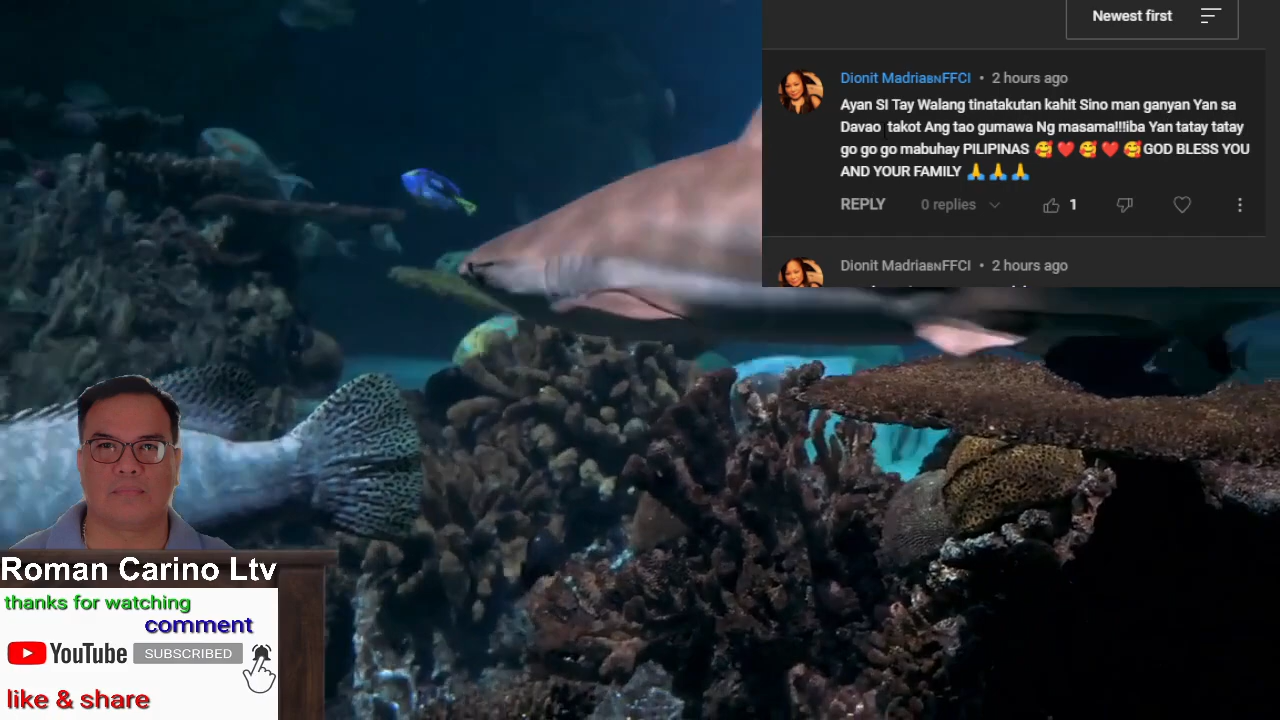 Newest first
Dionit MadriaBNFFCI • 2 hours ago
Ayan SI Tay Walang tinatakutan kahit Sino man ganyan Yan sa
Davao takot Ang tao gumawa Ng masama!!!iba Yan tatay tatay
go go go mabuhay PILIPINAS 🥰❤️🥰❤️🥰GOD BLESS YOU
AND YOUR FAMILY 🙏🙏🙏
REPLY 0 replies 1
Dionit MadriaBNFFCI • 2 hours ago
Roman Carino Ltv
thanks for watching
comment
YouTube SUBSCRIBED
like & share